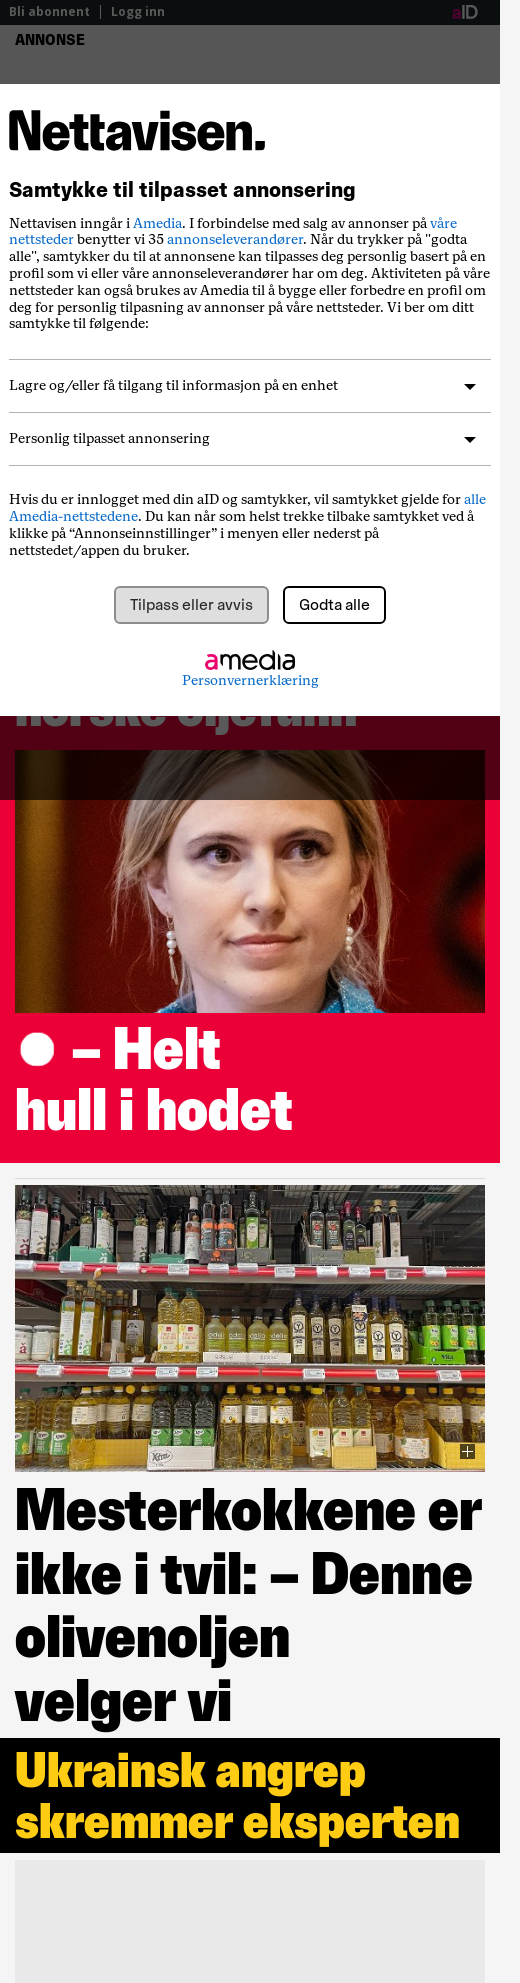 Bli abonnent | Logg inn
aID
ANNONSE
Nettavisen.
Samtykke til tilpasset annonsering
Nettavisen inngår i Amedia. I forbindelse med salg av annonser på våre
nettsteder benytter vi 35 annonseleverandører. Når du trykker på "godta
alle", samtykker du til at annonsene kan tilpasses deg personlig basert på en
profil som vi eller våre annonseleverandører har om deg. Aktiviteten på våre
nettsteder kan også brukes av Amedia til å bygge eller forbedre en profil om
deg for personlig tilpasning av annonser på våre nettsteder. Vi ber om ditt
samtykke til følgende:
Lagre og/eller få tilgang til informasjon på en enhet
Personlig tilpasset annonsering
Hvis du er innlogget med din aID og samtykker, vil samtykket gjelde for alle
Amedia-nettstedene. Du kan når som helst trekke tilbake samtykket ved å
klikke på “Annonseinnstillinger” i menyen eller nederst på
nettstedet/appen du bruker.
Tilpass eller avvis
Godta alle
amedia
Personvernerklæring
– Helt
hull i hodet
Mesterkokkene er
ikke i tvil: – Denne
olivenoljen
velger vi
Ukrainsk angrep
skremmer eksperten